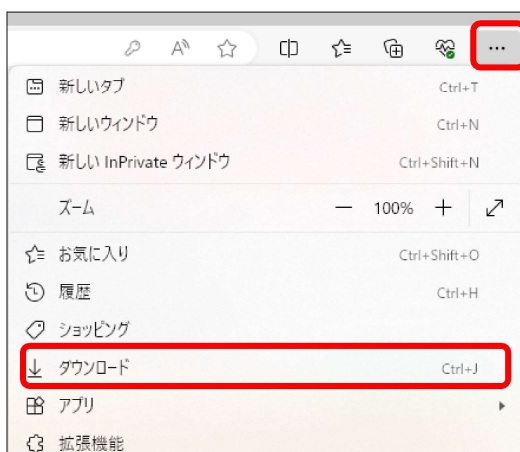 新しいタブ Ctrl+T
新しいウィンドウ Ctrl+N
新しい InPrivate ウィンドウ Ctrl+Shift+N
ズーム — 100% +
お気に入り Ctrl+Shift+O
履歴 Ctrl+H
ショッピング
ダウンロード Ctrl+J
アプリ
拡張機能